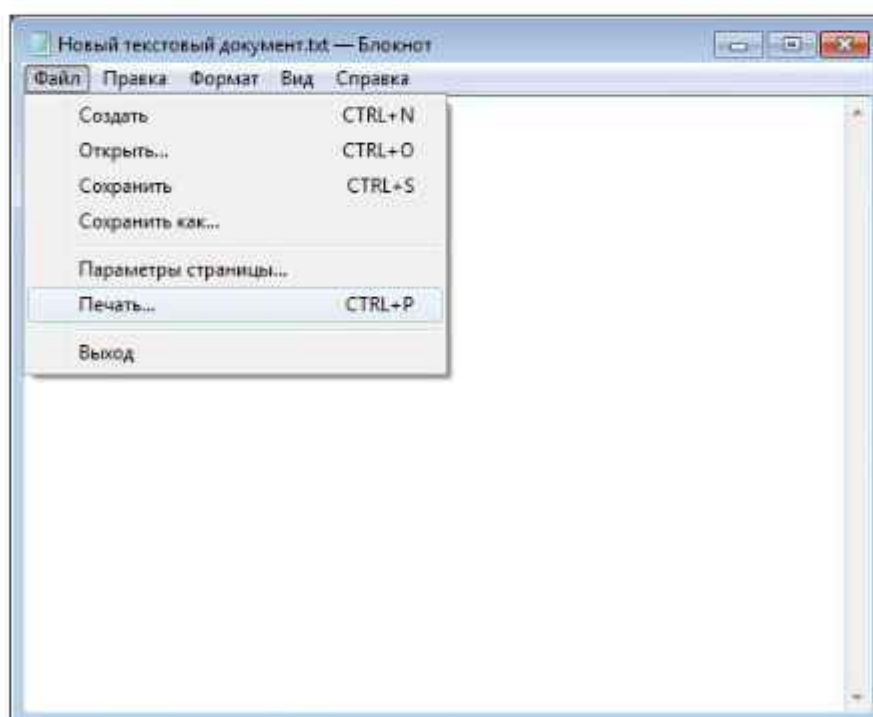 Новый текстовый документ.txt — Блокнот
Файл Правка Формат Вид Справка
Создать CTRL+N
Открыть... CTRL+O
Сохранить CTRL+S
Сохранить как...
Параметры страницы...
Печать... CTRL+P
Выход